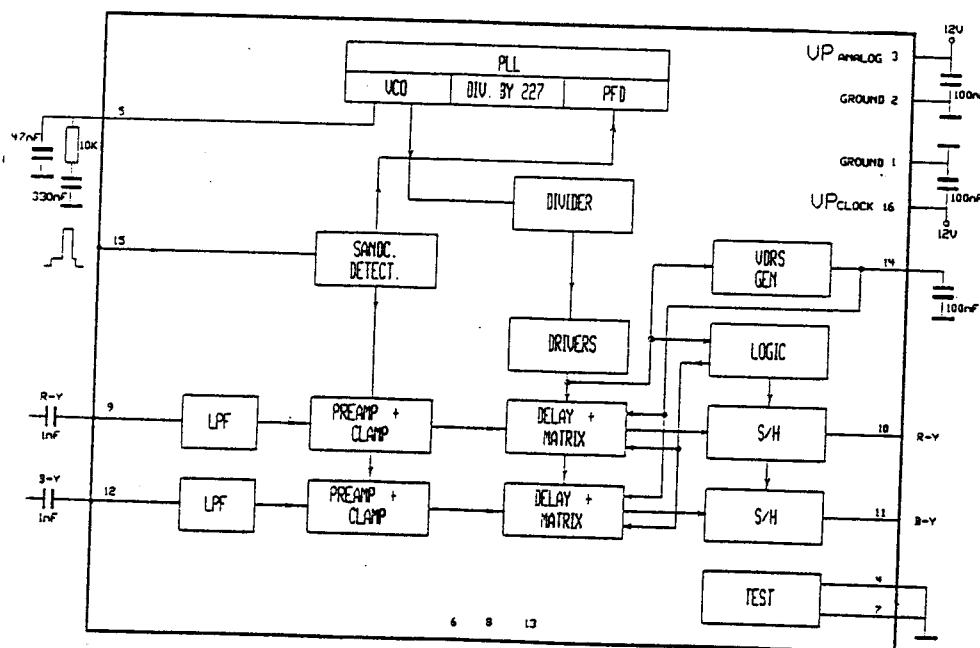 12V
VP ANALOG 3
100nF
GROUND 2
GROUND 1
100nF
VP CLOCK 16
12V
PLL
VCO
DIV. BY 227
PFD
5
47nF
10K
330nF
15
SANDC.
DETECT.
DIVIDER
DRIVERS
VDRS
GEN
14
100nF
LOGIC
R-Y
1nF
9
LPF
PREAMP +
CLAMP
DELAY +
MATRIX
S/H
10
R-Y
B-Y
1nF
12
LPF
PREAMP +
CLAMP
DELAY +
MATRIX
S/H
11
B-Y
TEST
4
7
6 8 13